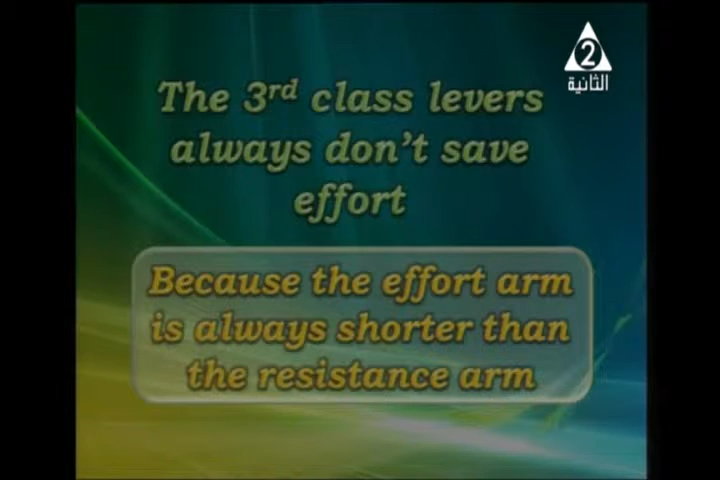 2
الثانية
The 3rd class levers
always don't save
effort
Because the effort arm
is always shorter than
the resistance arm